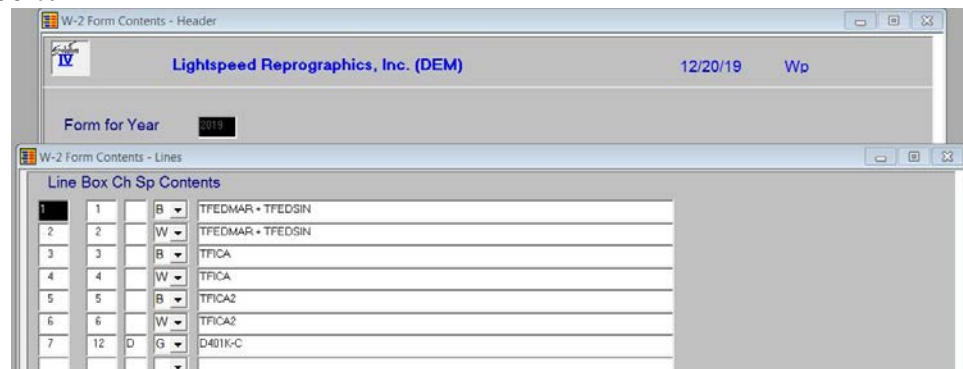 W-2 Form Contents - Header
IV
Lightspeed Reprographics, Inc. (DEM) 12/20/19 Wp
Form for Year 2019
W-2 Form Contents - Lines
Line Box Ch Sp Contents
1 1 B TFEDMAR + TFEDSIN
2 2 W TFEDMAR + TFEDSIN
3 3 B TFICA
4 4 W TFICA
5 5 B TFICA2
6 6 W TFICA2
7 12 D G D401K-C